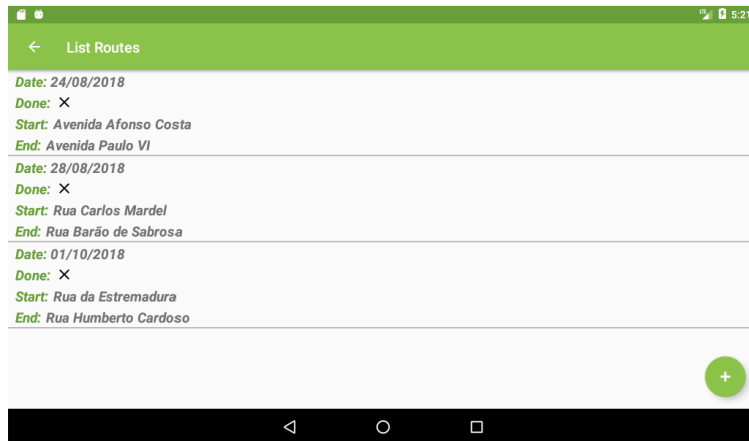 5:21
List Routes
Date: 24/08/2018
Done:
Start: Avenida Afonso Costa
End: Avenida Paulo VI
Date: 28/08/2018
Done:
Start: Rua Carlos Mardel
End: Rua Barão de Sabrosa
Date: 01/10/2018
Done:
Start: Rua da Estremadura
End: Rua Humberto Cardoso